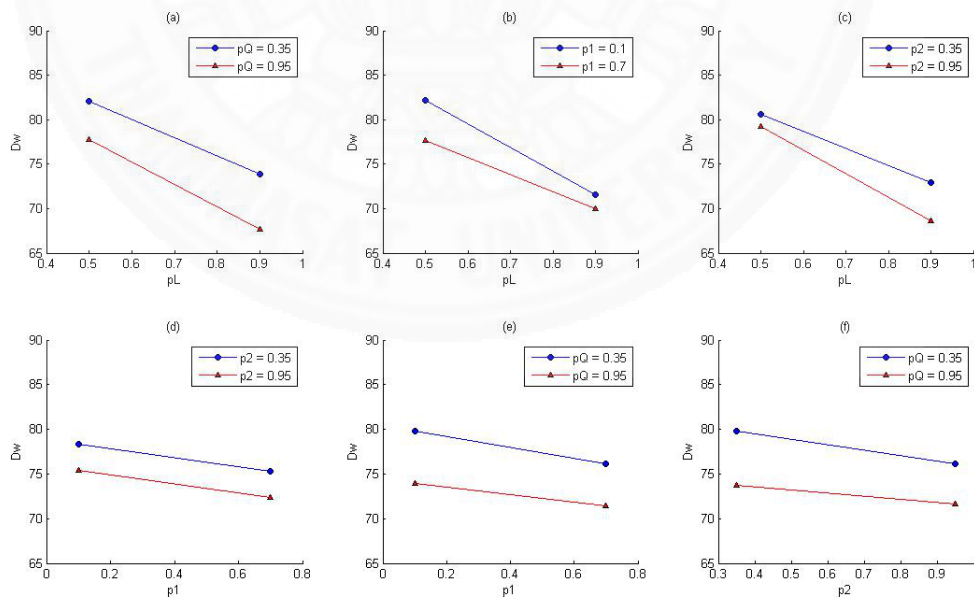 (a)
90
85
80
75
70
65
Dw
0.4 0.5 0.6 0.7 0.8 0.9 1
pL
pQ = 0.35
pQ = 0.95
(b)
90
85
80
75
70
65
Dw
0.4 0.5 0.6 0.7 0.8 0.9 1
pL
p1 = 0.1
p1 = 0.7
(c)
90
85
80
75
70
65
Dw
0.4 0.5 0.6 0.7 0.8 0.9 1
pL
p2 = 0.35
p2 = 0.95
(d)
90
85
80
75
70
65
Dw
0 0.2 0.4 0.6 0.8
p1
p2 = 0.35
p2 = 0.95
(e)
90
85
80
75
70
65
Dw
0 0.2 0.4 0.6 0.8
p1
pQ = 0.35
pQ = 0.95
(f)
90
85
80
75
70
65
Dw
0.3 0.4 0.5 0.6 0.7 0.8 0.9
p2
pQ = 0.35
pQ = 0.95